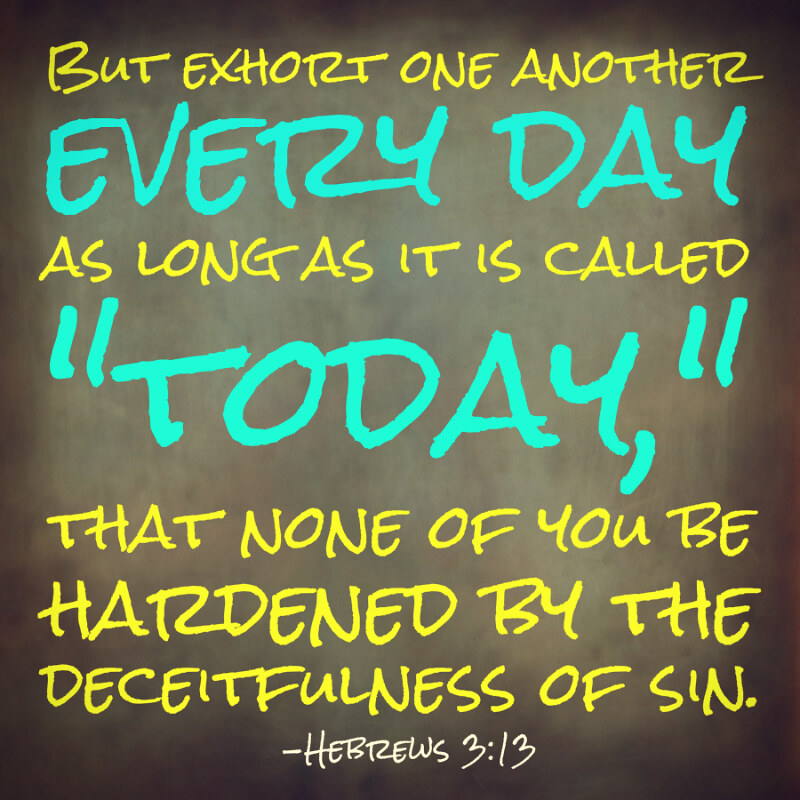 But exhort one another
every day
as long as it is called
"today,"
that none of you be
hardened by the
deceitfulness of sin.
-Hebrews 3:13